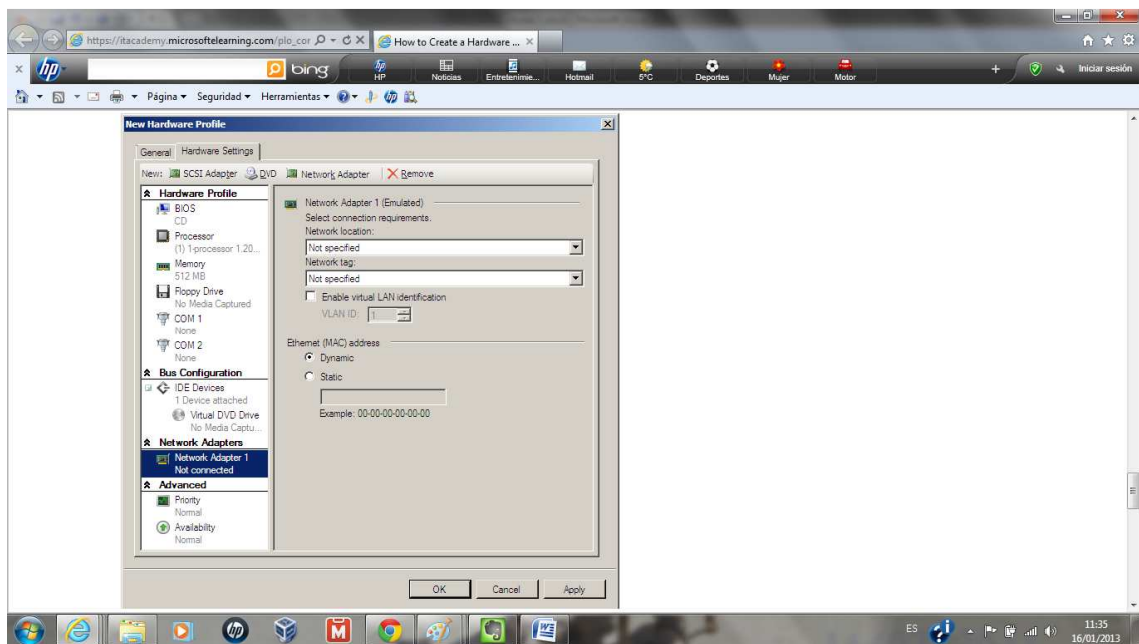 https://itacademy.microsoftelearning.com/plo_cor
How to Create a Hardware ...
hp
bing
HP
Noticias
Entretenimie...
Hotmail
5°C
Deportes
Mujer
Motor
Iniciar sesión
Página
Seguridad
Herramientas
New Hardware Profile
General
Hardware Settings
New: SCSI Adapter DVD Network Adapter Remove
Hardware Profile
BIOS
CD
Processor
(1) 1-processor 1.20...
Memory
512 MB
Floppy Drive
No Media Captured
COM 1
None
COM 2
None
Bus Configuration
IDE Devices
1 Device attached
Virtual DVD Drive
No Media Captu...
Network Adapters
Network Adapter 1
Not connected
Advanced
Priority
Normal
Availability
Normal
Network Adapter 1 (Emulated)
Select connection requirements.
Network location:
Not specified
Network tag:
Not specified
Enable virtual LAN identification
VLAN ID: 1
Ethernet (MAC) address
Dynamic
Static
Example: 00-00-00-00-00-00
OK
Cancel
Apply
hp
M
W
ES
11:35
16/01/2013